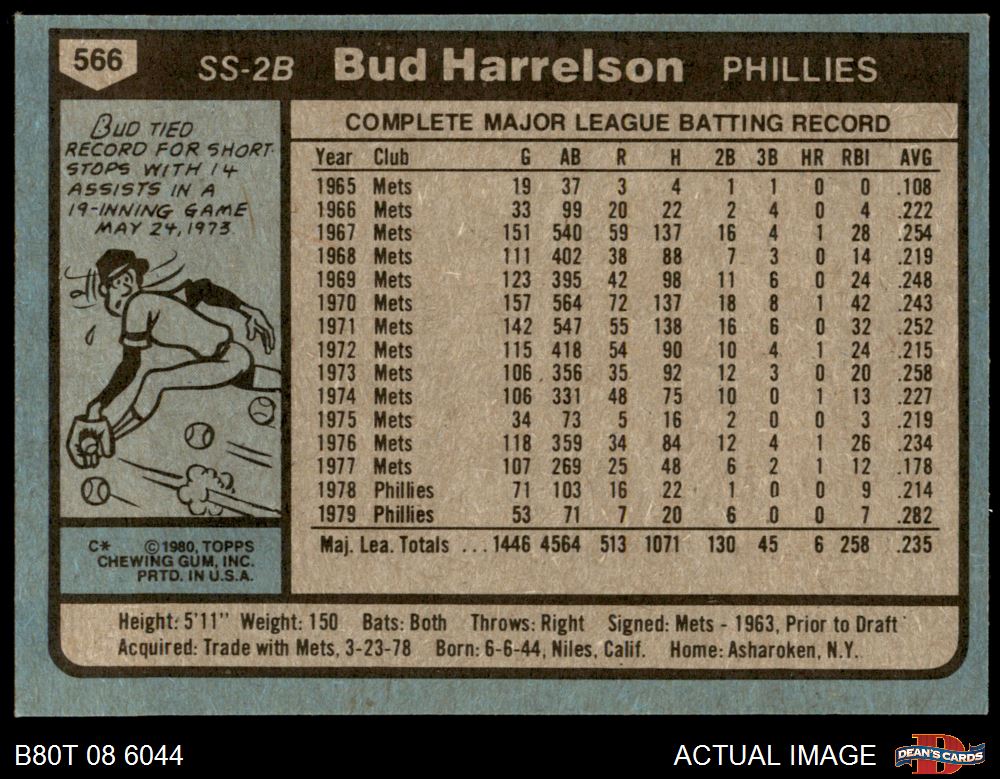 566
SS-2B Bud Harrelson PHILLIES
BUD TIED
RECORD FOR SHORT-
STOPS WITH 14
ASSISTS IN A
19-INNING GAME
MAY 24, 1973
C* ©1980, TOPPS
CHEWING GUM, INC.
PRTD. IN U.S.A.
COMPLETE MAJOR LEAGUE BATTING RECORD
Year Club G AB R H 2B 3B HR RBI AVG
1965 Mets 19 37 3 4 1 1 0 0 .108
1966 Mets 33 99 20 22 2 4 0 4 .222
1967 Mets 151 540 59 137 16 4 1 28 .254
1968 Mets 111 402 38 88 7 3 0 14 .219
1969 Mets 123 395 42 98 11 6 0 24 .248
1970 Mets 157 564 72 137 18 8 1 42 .243
1971 Mets 142 547 55 138 16 6 0 32 .252
1972 Mets 115 418 54 90 10 4 1 24 .215
1973 Mets 106 356 35 92 12 3 0 20 .258
1974 Mets 106 331 48 75 10 0 1 13 .227
1975 Mets 34 73 5 16 2 0 0 3 .219
1976 Mets 118 359 34 84 12 4 1 26 .234
1977 Mets 107 269 25 48 6 2 1 12 .178
1978 Phillies 71 103 16 22 1 0 0 9 .214
1979 Phillies 53 71 7 20 6 0 0 7 .282
Maj. Lea. Totals ... 1446 4564 513 1071 130 45 6 258 .235
Height: 5'11" Weight: 150 Bats: Both Throws: Right Signed: Mets - 1963, Prior to Draft
Acquired: Trade with Mets, 3-23-78 Born: 6-6-44, Niles, Calif. Home: Asharoken, N.Y.
B80T 08 6044 ACTUAL IMAGE DEAN'S CARDS